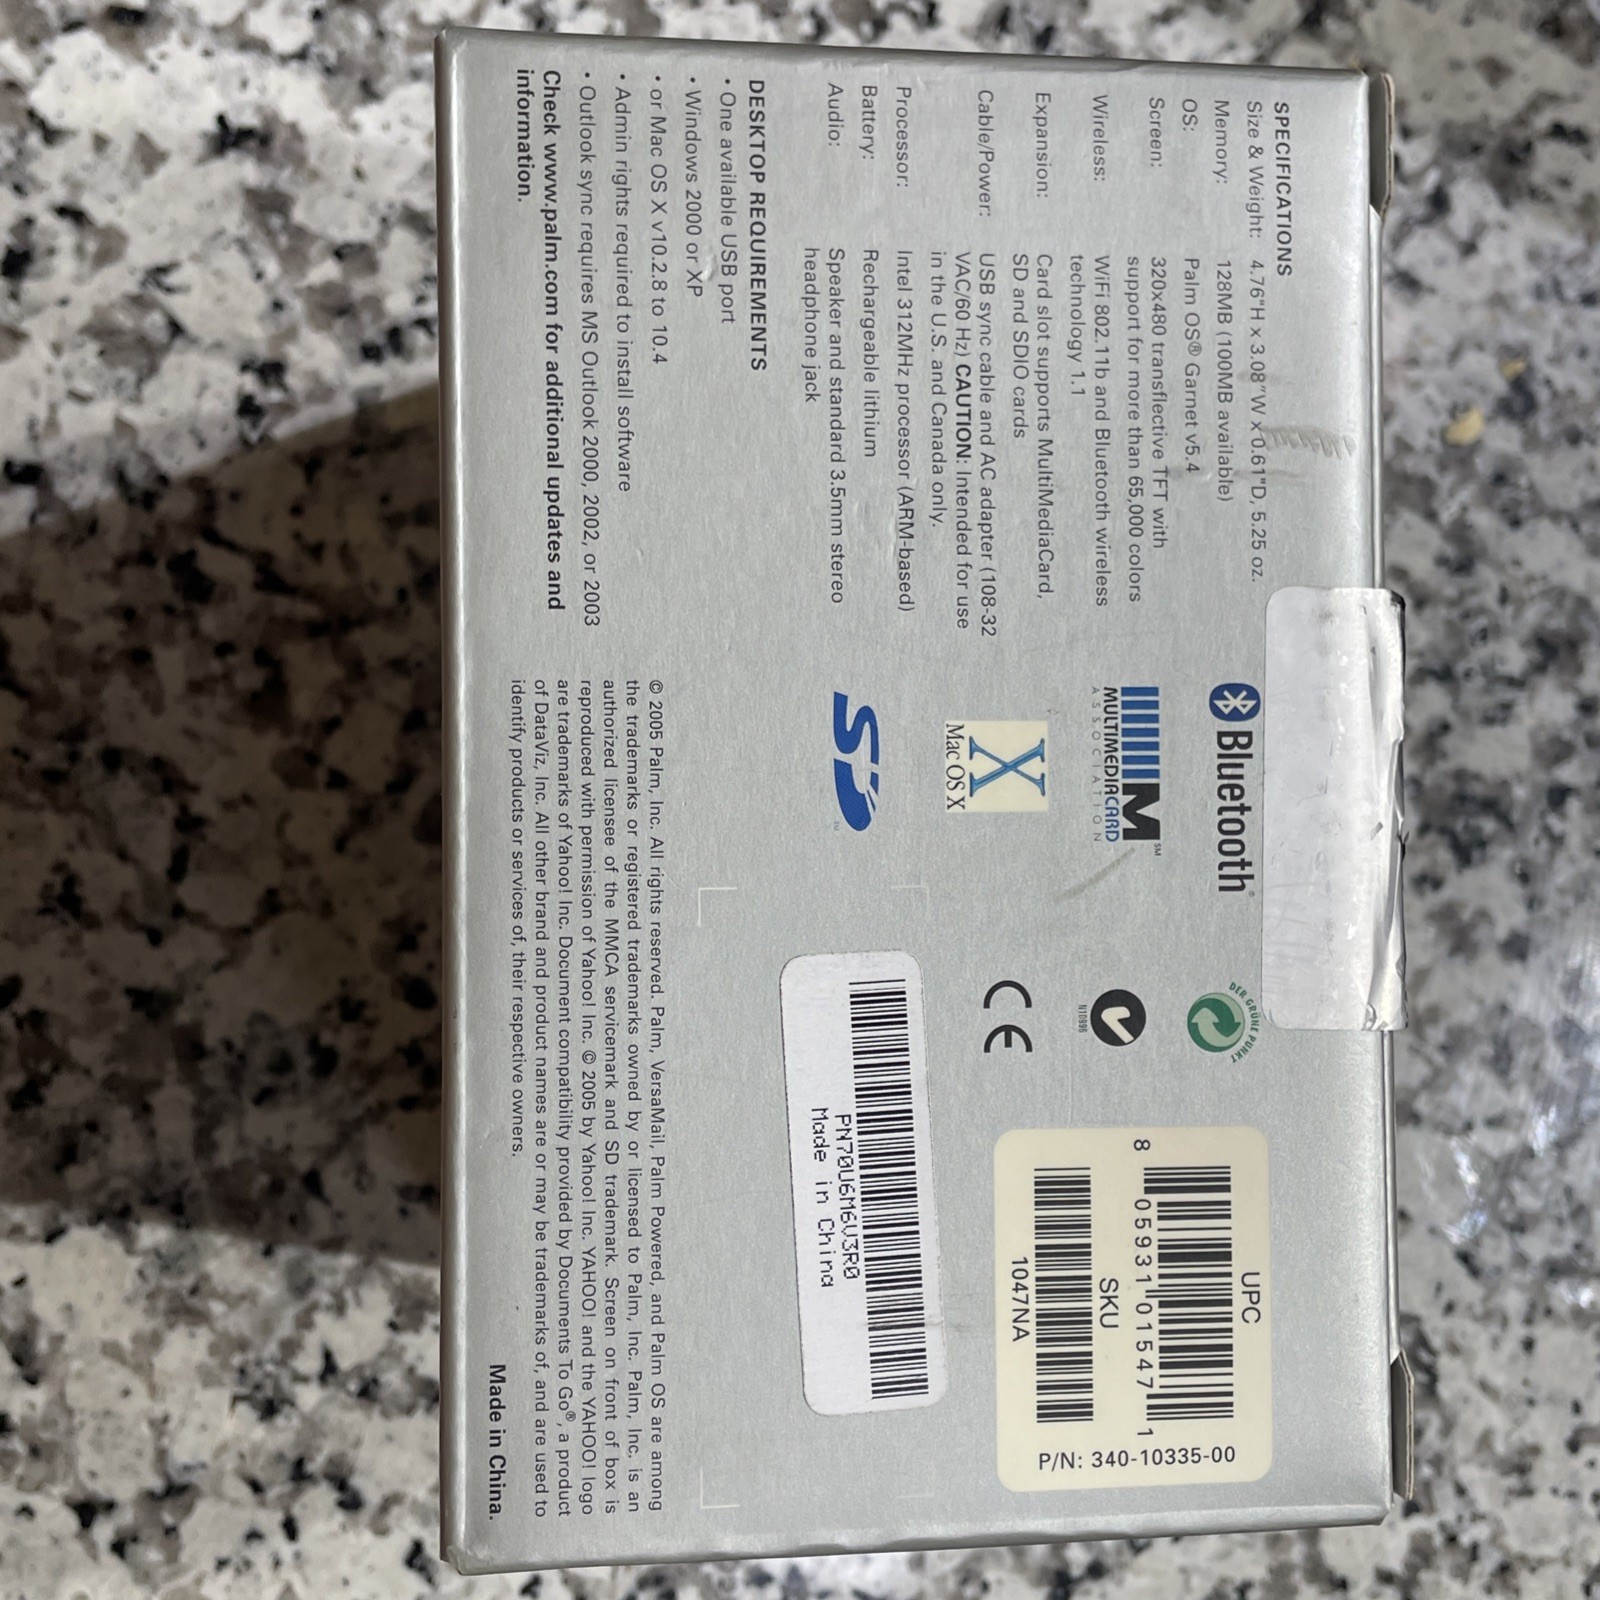 SPECIFICATIONS
Size & Weight: 4.76"H x 3.08"W x 0.61"D, 5.25 oz.
Memory: 128MB (100MB available)
OS: Palm OS® Garnet v5.4
Screen: 320x480 transflective TFT with
support for more than 65,000 colors
Wireless: WiFi 802.11b and Bluetooth wireless
technology 1.1
Expansion: Card slot supports MultiMediaCard,
SD and SDIO cards
Cable/Power: USB sync cable and AC adapter (108-32
VAC/60 Hz) CAUTION: Intended for use
in the U.S. and Canada only.
Processor: Intel 312MHz processor (ARM-based)
Battery: Rechargeable lithium
Audio: Speaker and standard 3.5mm stereo
headphone jack
DESKTOP REQUIREMENTS
• One available USB port
• Windows 2000 or XP
• or Mac OS X v10.2.8 to 10.4
• Admin rights required to install software
• Outlook sync requires MS Outlook 2000, 2002, or 2003
Check www.palm.com for additional updates and
information.
Bluetooth®
M SM
MULTIMEDIACARD
ASSOCIATION
X
Mac OS X
SD™
DER GRÜNE PUNKT
N10996
CE
UPC
8 05931 01547 1
SKU
1047NA
P/N: 340-10335-00
PN70U6M6V3R0
Made in China
© 2005 Palm, Inc. All rights reserved. Palm, VersaMail, Palm Powered, and Palm OS are among
the trademarks or registered trademarks owned by or licensed to Palm, Inc. Palm, Inc. is an
authorized licensee of the MMCA servicemark and SD trademark. Screen on front of box is
reproduced with permission of Yahoo! Inc. © 2005 by Yahoo! Inc. YAHOO! and the YAHOO! logo
are trademarks of Yahoo! Inc. Document compatibility provided by Documents To Go®, a product
of DataViz, Inc. All other brand and product names are or may be trademarks of, and are used to
identify products or services of, their respective owners.
Made in China.